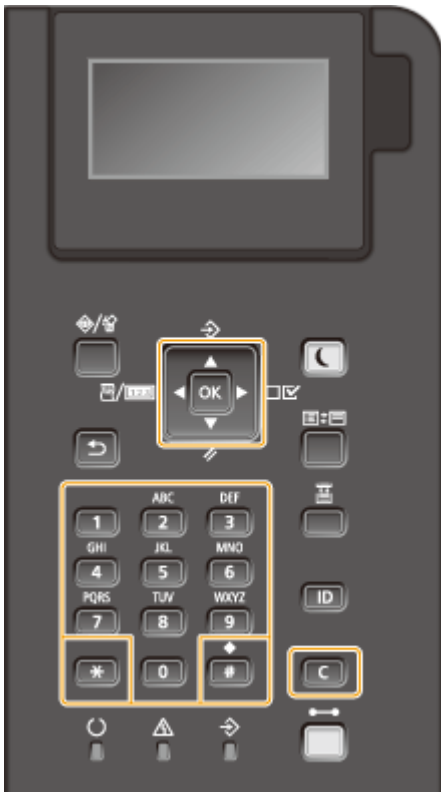 OK
ABC DEF
1 2 3
GHI JKL MNO
4 5 6
PQRS TUV WXYZ
7 8 9
ID
* 0 #
C